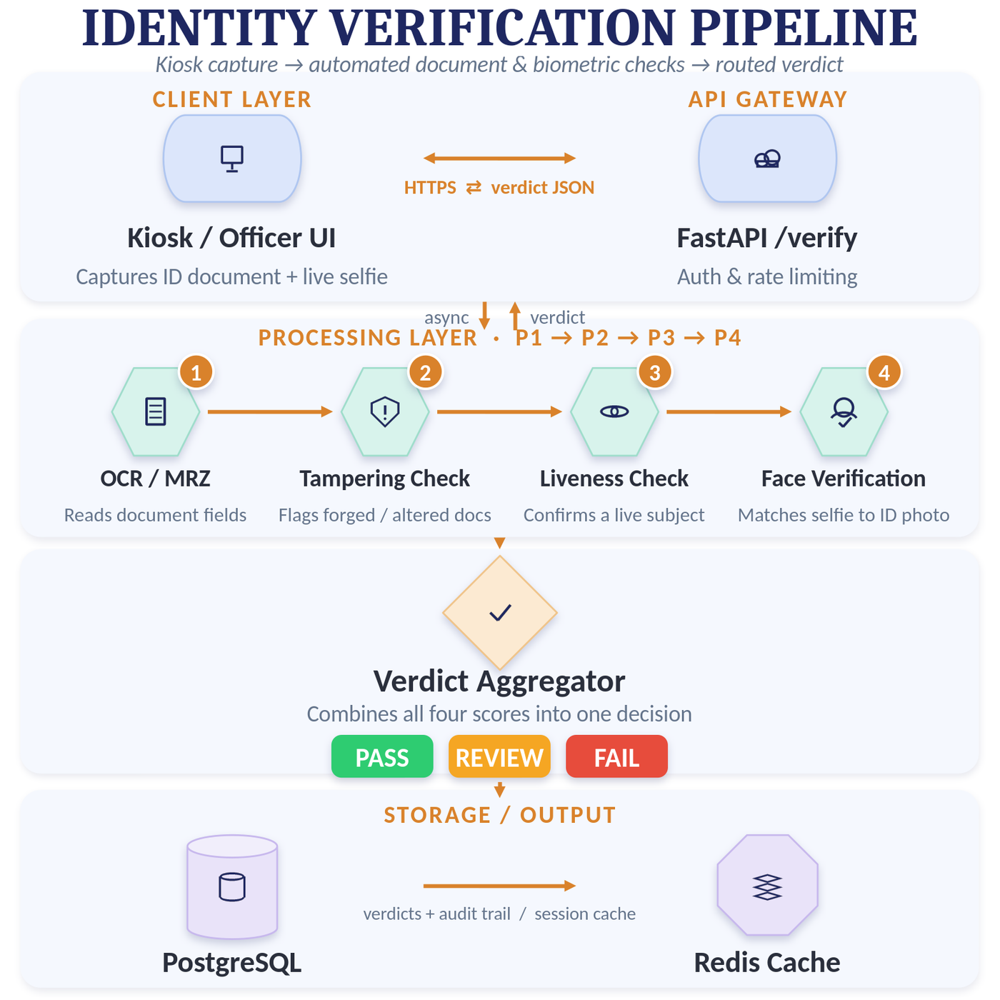 IDENTITY VERIFICATION PIPELINE
Kiosk capture → automated document & biometric checks → routed verdict
CLIENT LAYER
API GATEWAY
HTTPS ⇄ verdict JSON
Kiosk / Officer UI
FastAPI /verify
Captures ID document + live selfie
Auth & rate limiting
async
verdict
PROCESSING LAYER · P1 → P2 → P3 → P4
1
2
3
4
OCR / MRZ
Tampering Check
Liveness Check
Face Verification
Reads document fields
Flags forged / altered docs
Confirms a live subject
Matches selfie to ID photo
Verdict Aggregator
Combines all four scores into one decision
PASS
REVIEW
FAIL
STORAGE / OUTPUT
verdicts + audit trail / session cache
PostgreSQL
Redis Cache